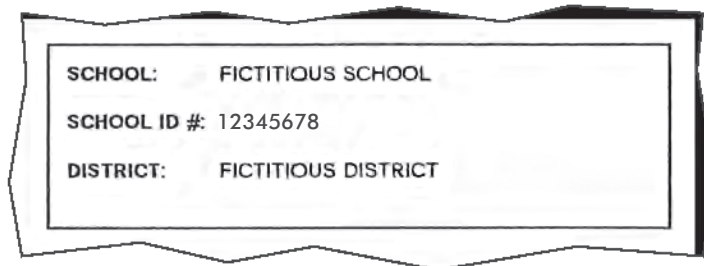 SCHOOL: FICTITIOUS SCHOOL
SCHOOL ID #: 12345678
DISTRICT: FICTITIOUS DISTRICT